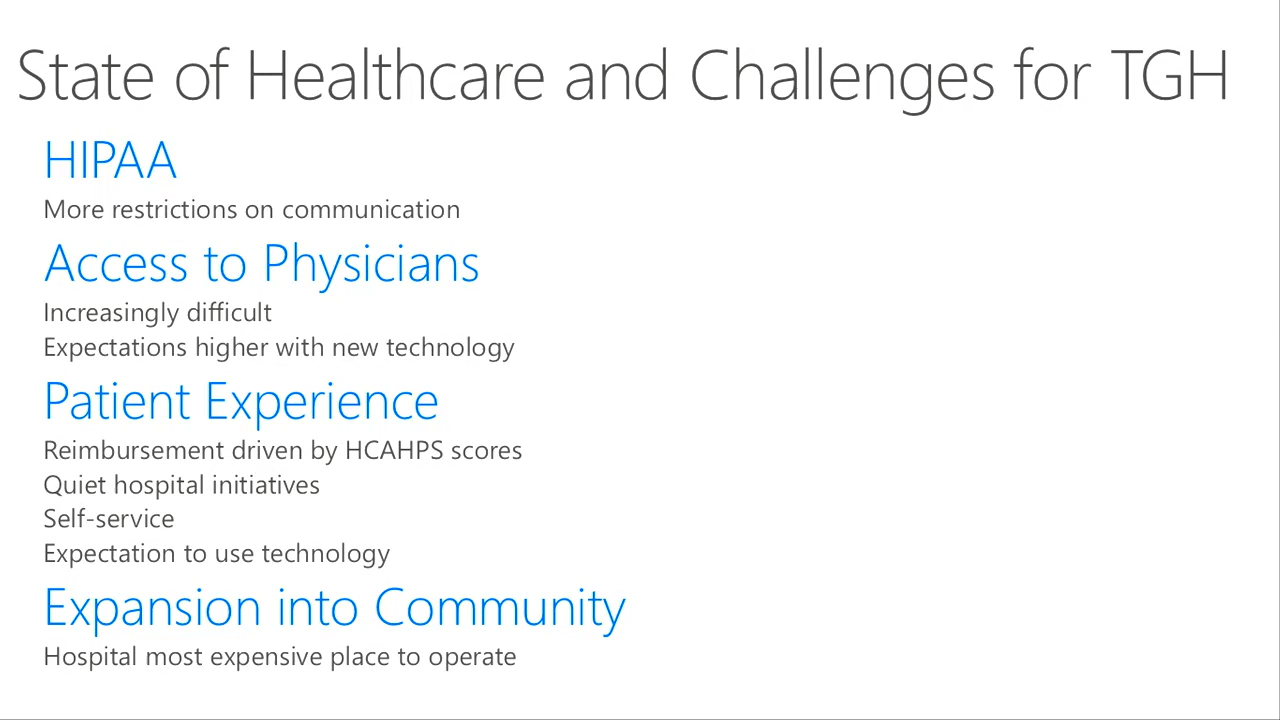 State of Healthcare and Challenges for TGH
HIPAA
More restrictions on communication
Access to Physicians
Increasingly difficult
Expectations higher with new technology
Patient Experience
Reimbursement driven by HCAHPS scores
Quiet hospital initiatives
Self-service
Expectation to use technology
Expansion into Community
Hospital most expensive place to operate